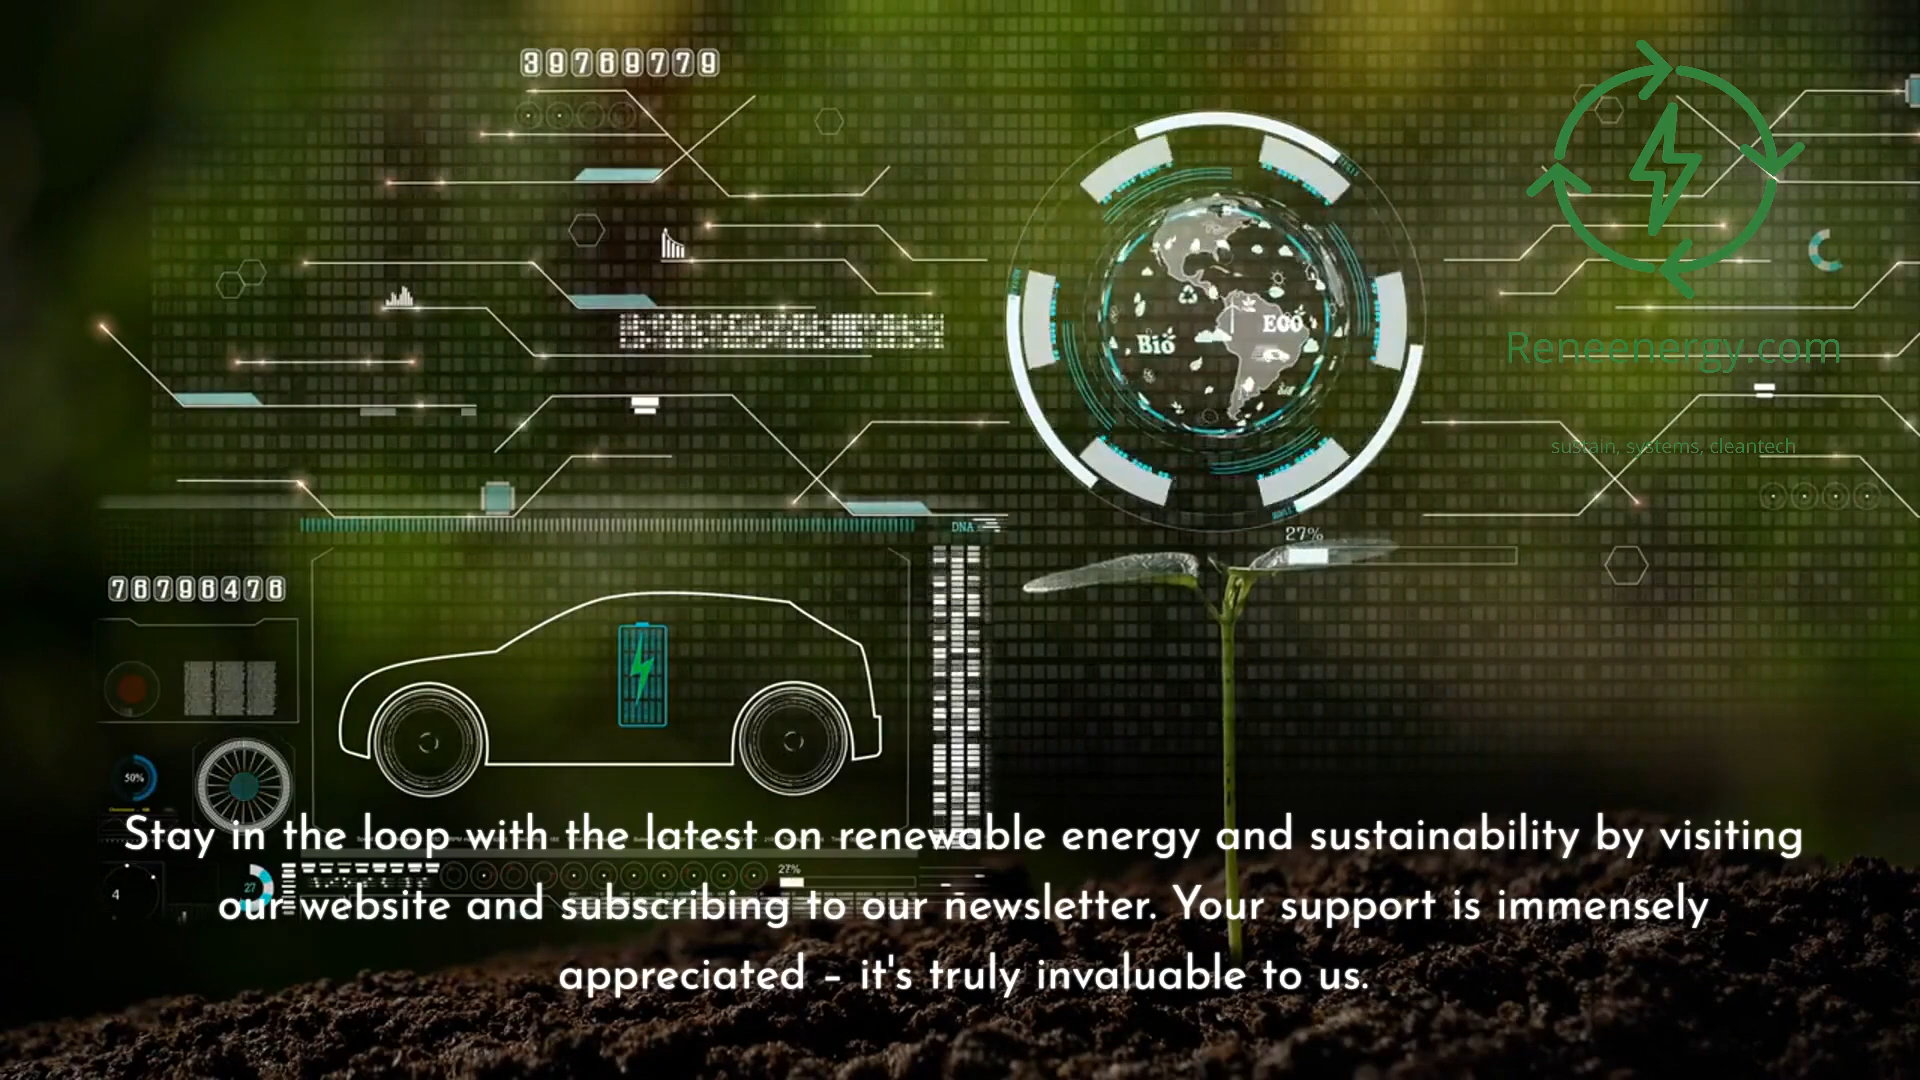 39769779
Reneenergy.com
sustain, systems, cleantech
ECO
Bio
DNA
27%
76796476
50%
Stay in the loop with the latest on renewable energy and sustainability by visiting
27%
4
27
our website and subscribing to our newsletter. Your support is immensely
appreciated – it's truly invaluable to us.